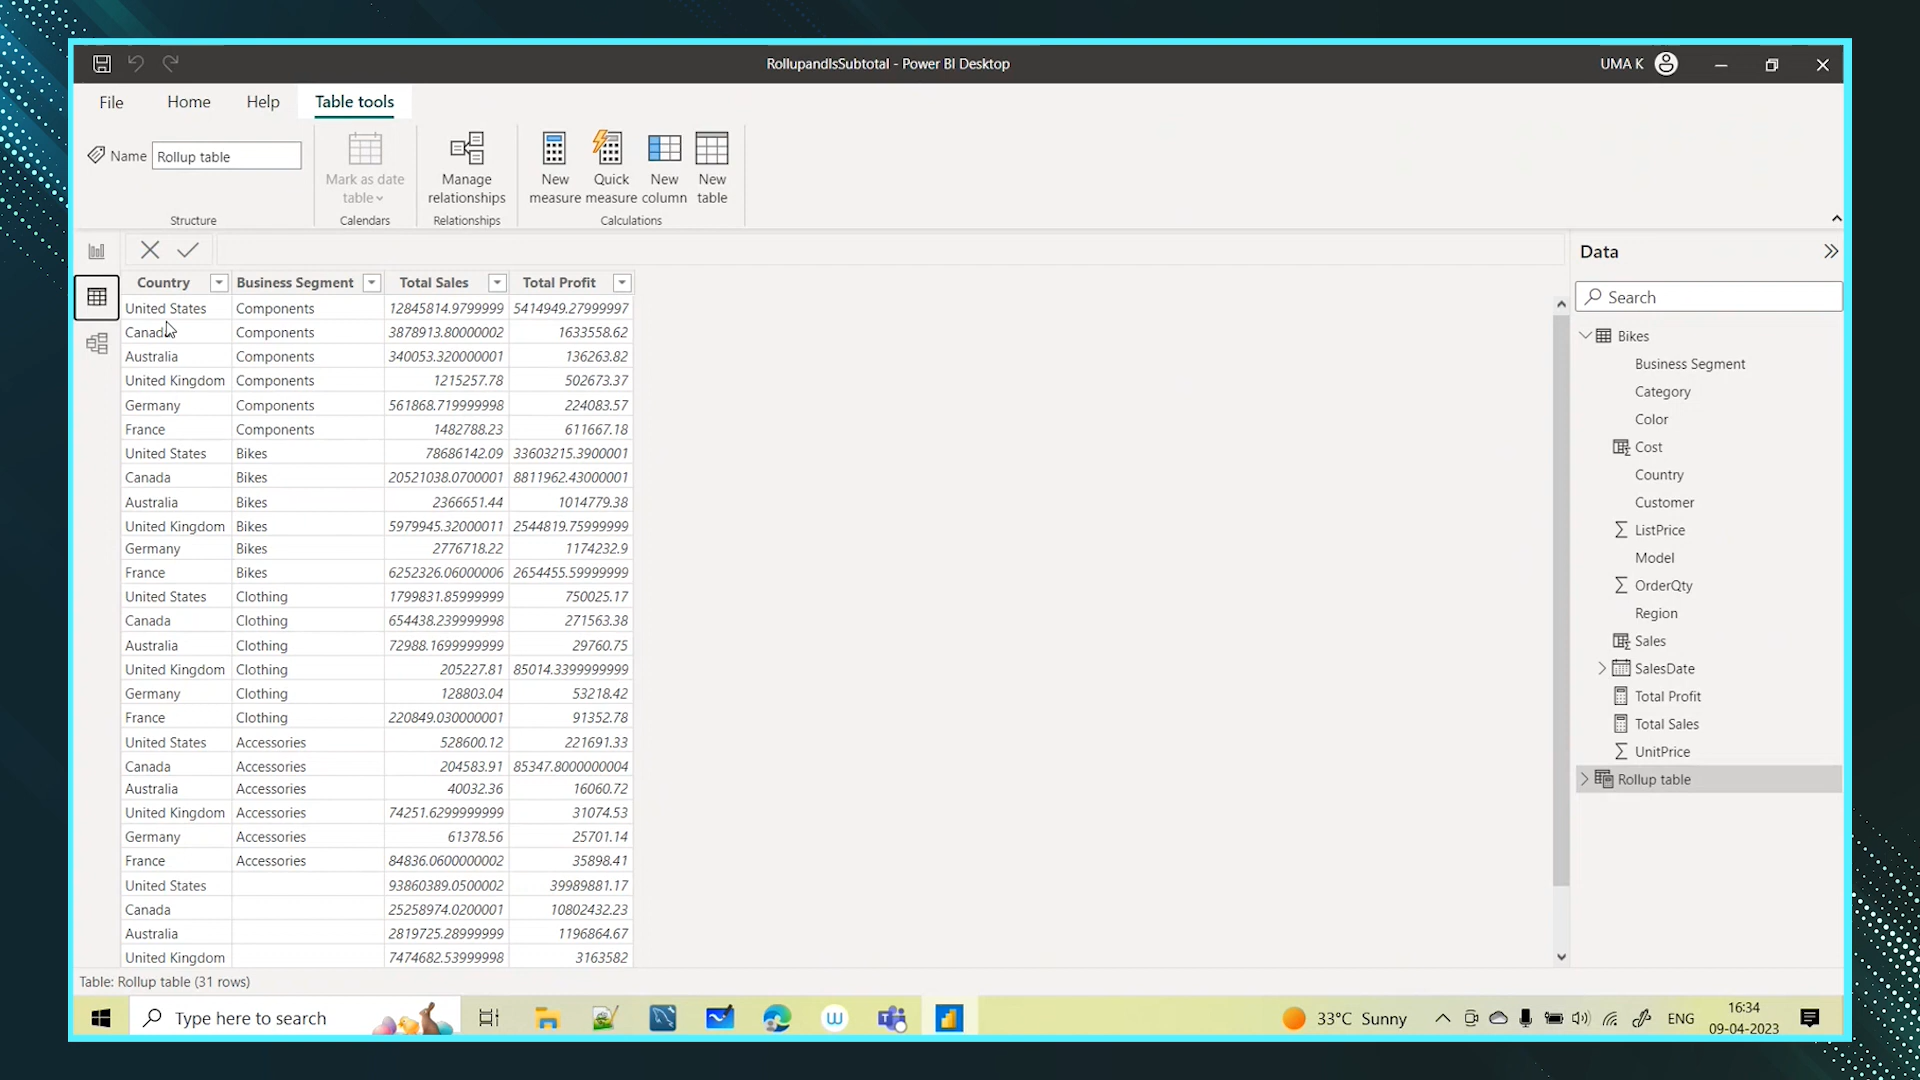 RollupandIsSubtotal - Power BI Desktop
UMA K
File Home Help Table tools
Name Rollup table
Mark as date table
Manage relationships
New measure
Quick measure
New column
New table
Structure Calendars Relationships Calculations
Data
Country Business Segment Total Sales Total Profit
United States Components 12845814.9799999 5414949.27999997
Canada Components 3878913.80000002 1633558.62
Australia Components 340053.320000001 136263.82
United Kingdom Components 1215257.78 502673.37
Germany Components 561868.719999998 224083.57
France Components 1482788.23 611667.18
United States Bikes 78686142.09 33603215.3900001
Canada Bikes 20521038.0700001 8811962.43000001
Australia Bikes 2366651.44 1014779.38
United Kingdom Bikes 5979945.32000011 2544819.75999999
Germany Bikes 2776718.22 1174232.9
France Bikes 6252326.06000006 2654455.59999999
United States Clothing 1799831.85999999 750025.17
Canada Clothing 654438.239999998 271563.38
Australia Clothing 72988.1699999999 29760.75
United Kingdom Clothing 205227.81 85014.3399999999
Germany Clothing 128803.04 53218.42
France Clothing 220849.030000001 91352.78
United States Accessories 528600.12 221691.33
Canada Accessories 204583.91 85347.8000000004
Australia Accessories 40032.36 16060.72
United Kingdom Accessories 74251.6299999999 31074.53
Germany Accessories 61378.56 25701.14
France Accessories 84836.0600000002 35898.41
United States 93860389.0500002 39989881.17
Canada 25258974.0200001 10802432.23
Australia 2819725.28999999 1196864.67
United Kingdom 7474682.53999998 3163582
Search
Bikes
Business Segment
Category
Color
Cost
Country
Customer
ListPrice
Model
OrderQty
Region
Sales
SalesDate
Total Profit
Total Sales
UnitPrice
Rollup table
Table: Rollup table (31 rows)
Type here to search
33°C Sunny
ENG
16:34
09-04-2023